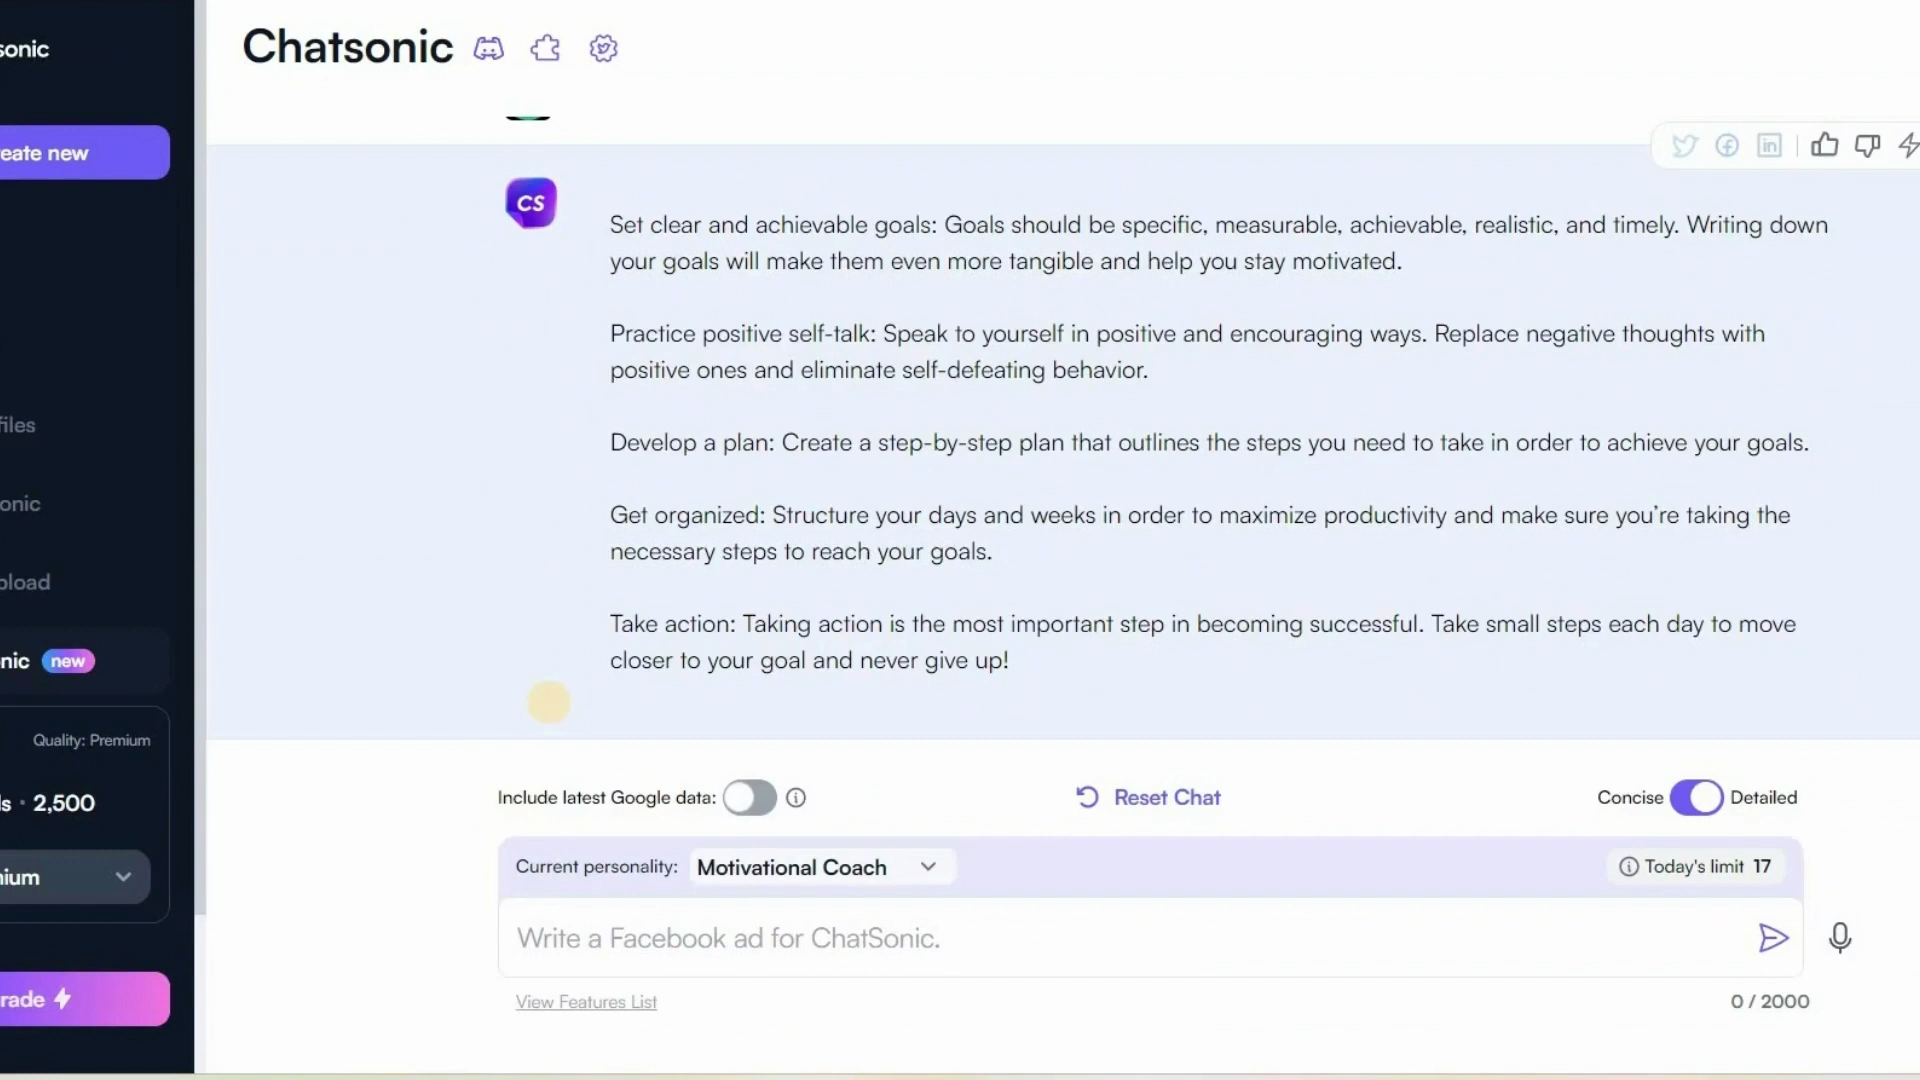 sonic
Chatsonic
eate new
CS
Set clear and achievable goals: Goals should be specific, measurable, achievable, realistic, and timely. Writing down
your goals will make them even more tangible and help you stay motivated.
Practice positive self-talk: Speak to yourself in positive and encouraging ways. Replace negative thoughts with
positive ones and eliminate self-defeating behavior.
Develop a plan: Create a step-by-step plan that outlines the steps you need to take in order to achieve your goals.
Get organized: Structure your days and weeks in order to maximize productivity and make sure you’re taking the
necessary steps to reach your goals.
Take action: Taking action is the most important step in becoming successful. Take small steps each day to move
closer to your goal and never give up!
files
onic
pload
nic new
Quality: Premium
ls • 2,500
nium
rade
Include latest Google data:
Reset Chat
Concise Detailed
Current personality: Motivational Coach
Today's limit 17
Write a Facebook ad for ChatSonic.
View Features List
0 / 2000